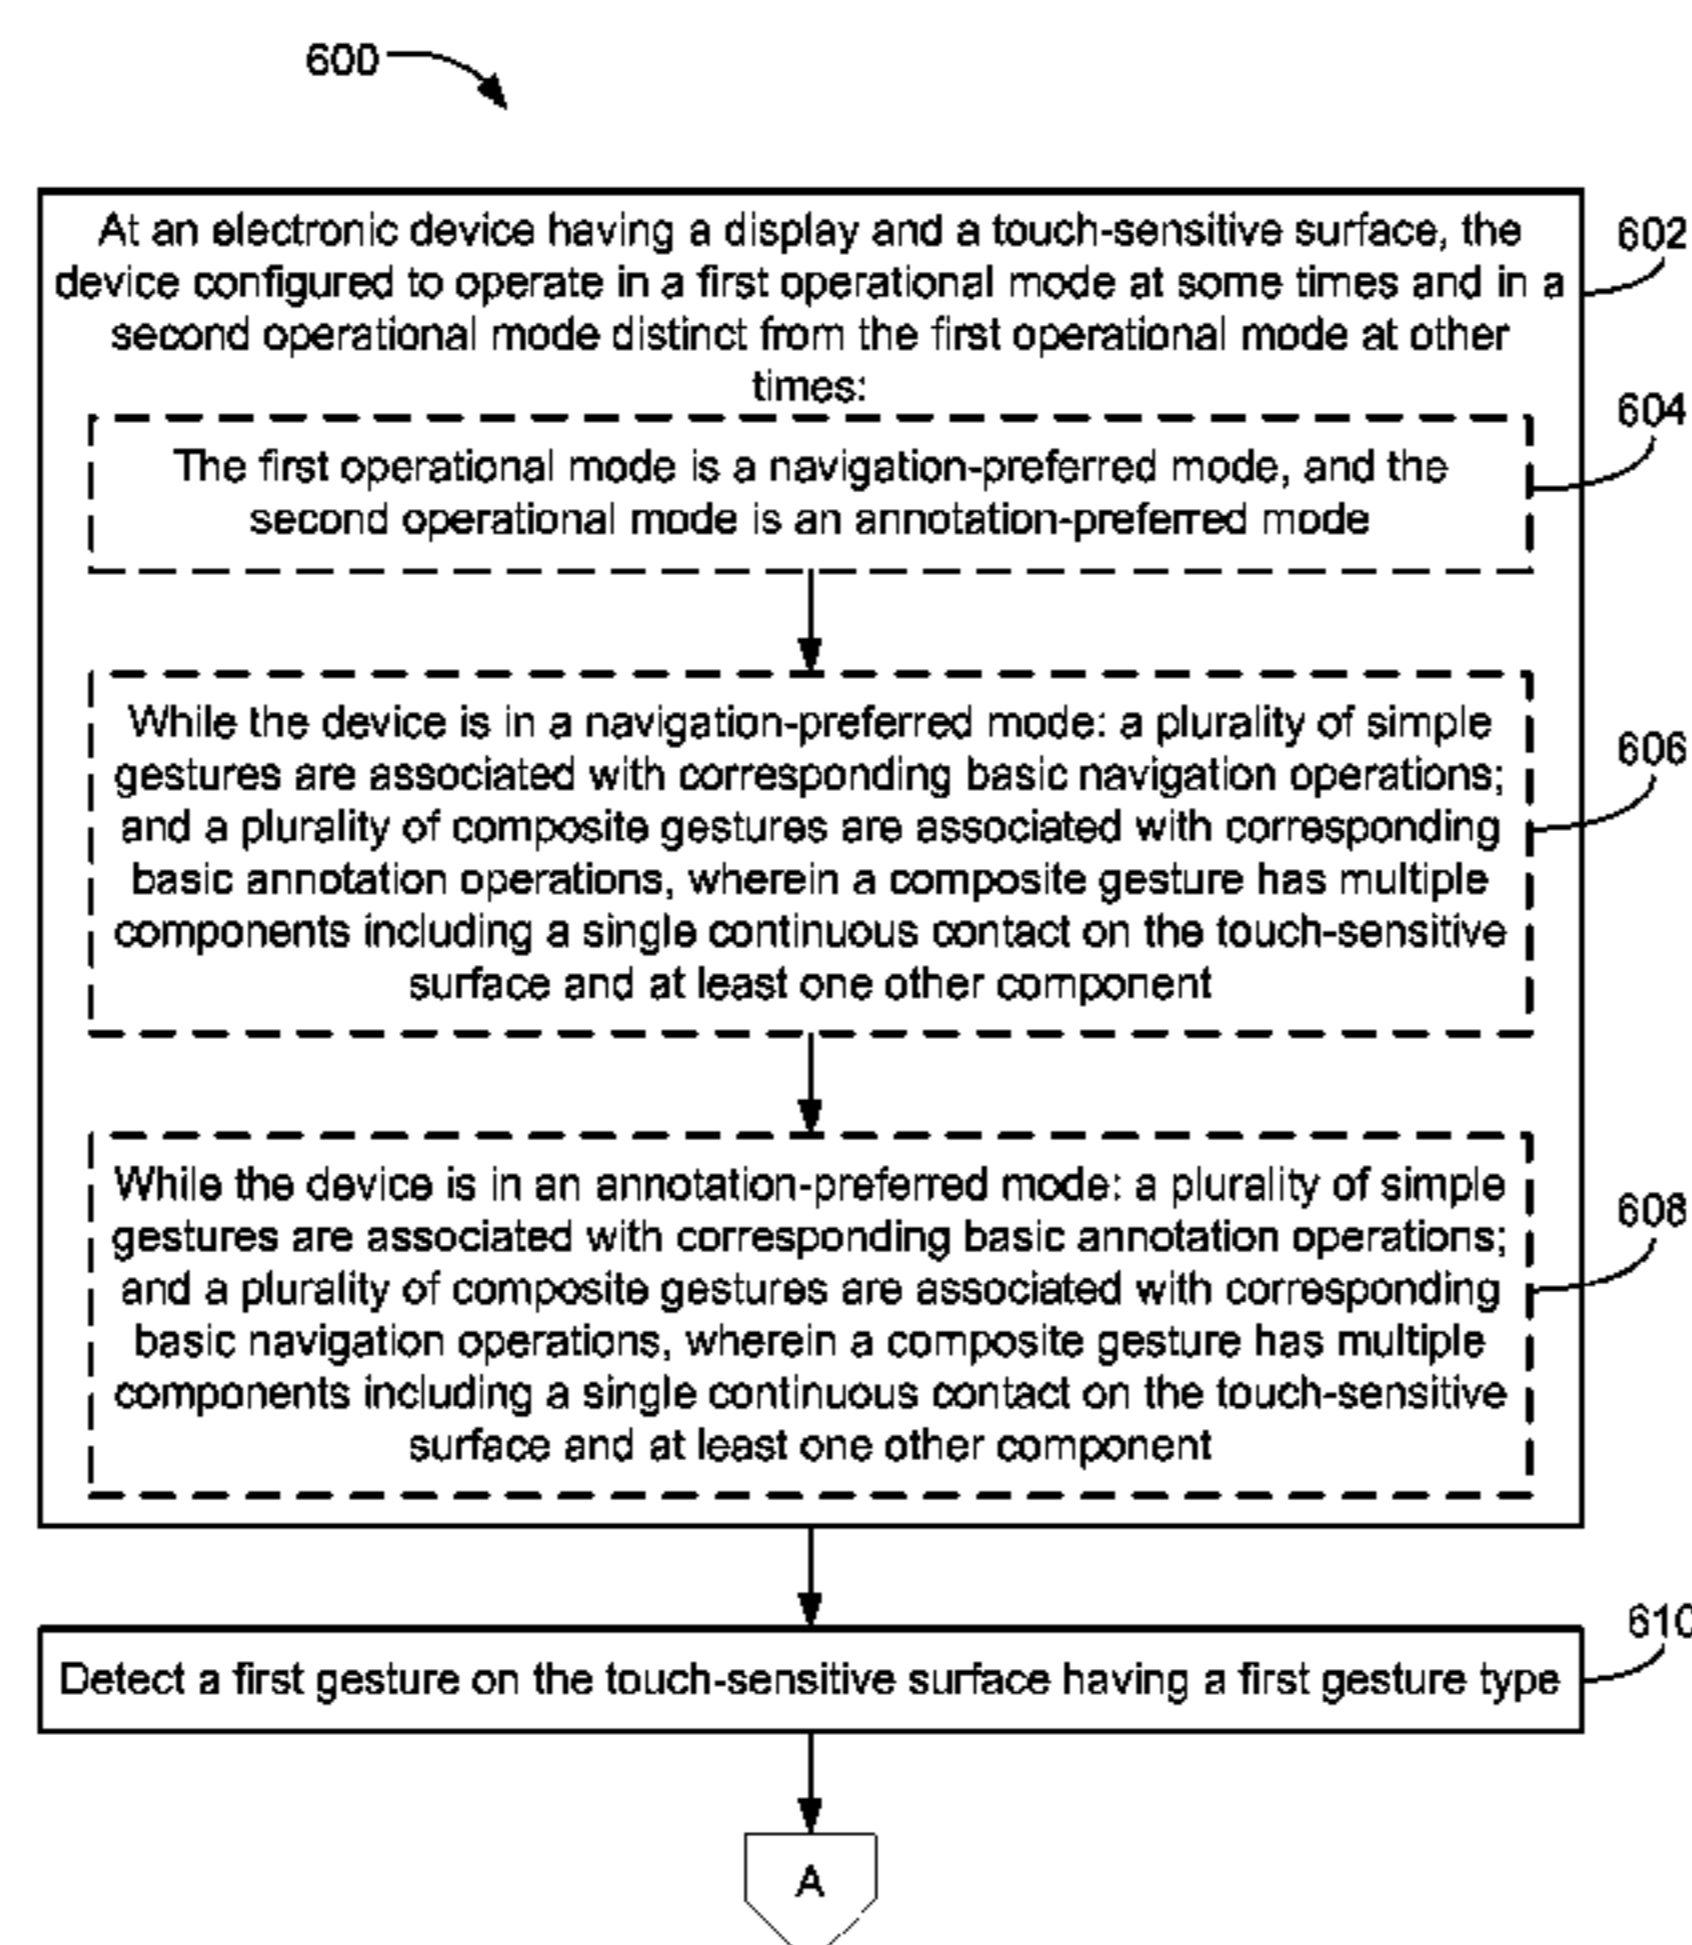 600
At an electronic device having a display and a touch-sensitive surface, the
device configured to operate in a first operational mode at some times and in a
second operational mode distinct from the first operational mode at other
times:
602
The first operational mode is a navigation-preferred mode, and the
second operational mode is an annotation-preferred mode
604
While the device is in a navigation-preferred mode: a plurality of simple
gestures are associated with corresponding basic navigation operations;
and a plurality of composite gestures are associated with corresponding
basic annotation operations, wherein a composite gesture has multiple
components including a single continuous contact on the touch-sensitive
surface and at least one other component
606
While the device is in an annotation-preferred mode: a plurality of simple
gestures are associated with corresponding basic annotation operations;
and a plurality of composite gestures are associated with corresponding
basic navigation operations, wherein a composite gesture has multiple
components including a single continuous contact on the touch-sensitive
surface and at least one other component
608
Detect a first gesture on the touch-sensitive surface having a first gesture type
610
A